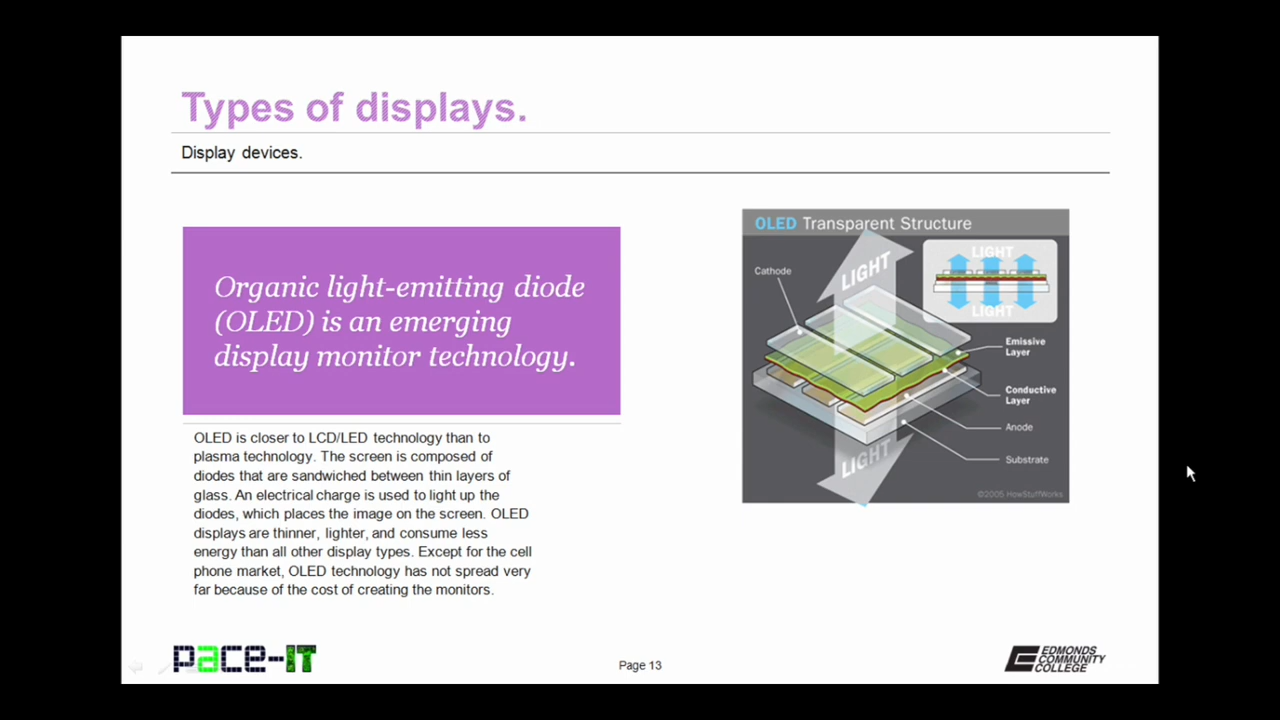 Types of displays.
Display devices.
Organic light-emitting diode
(OLED) is an emerging
display monitor technology.
OLED is closer to LCD/LED technology than to
plasma technology. The screen is composed of
diodes that are sandwiched between thin layers of
glass. An electrical charge is used to light up the
diodes, which places the image on the screen. OLED
displays are thinner, lighter, and consume less
energy than all other display types. Except for the cell
phone market, OLED technology has not spread very
far because of the cost of creating the monitors.
OLED Transparent Structure
LIGHT
Cathode
LIGHT
LIGHT
Emissive
Layer
Conductive
Layer
Anode
Substrate
LIGHT
©2005 HowStuffWorks
pace-IT
Page 13
EDMONDS
COMMUNITY
COLLEGE